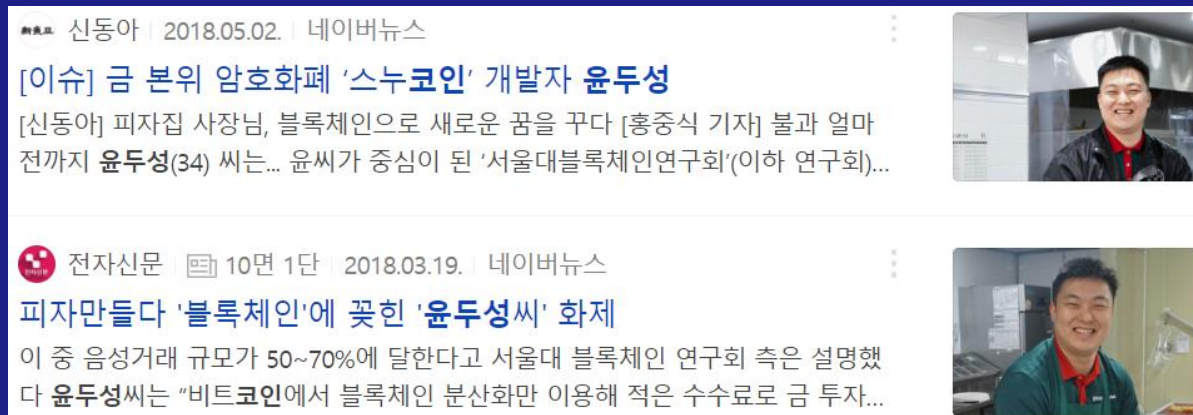 신동아 2018.05.02. 네이버뉴스
[이슈] 금 본위 암호화폐 ‘스누코인’ 개발자 윤두성
[신동아] 피자집 사장님, 블록체인으로 새로운 꿈을 꾸다 [홍중식 기자] 불과 얼마
전까지 윤두성(34) 씨는... 윤씨가 중심이 된 ‘서울대블록체인연구회’(이하 연구회)...
전자신문 10면 1단 2018.03.19. 네이버뉴스
피자만들다 '블록체인'에 꽂힌 '윤두성씨' 화제
이 중 음성거래 규모가 50~70%에 달한다고 서울대 블록체인 연구회 측은 설명했
다 윤두성씨는 “비트코인에서 블록체인 분산화만 이용해 적은 수수료로 금 투자...